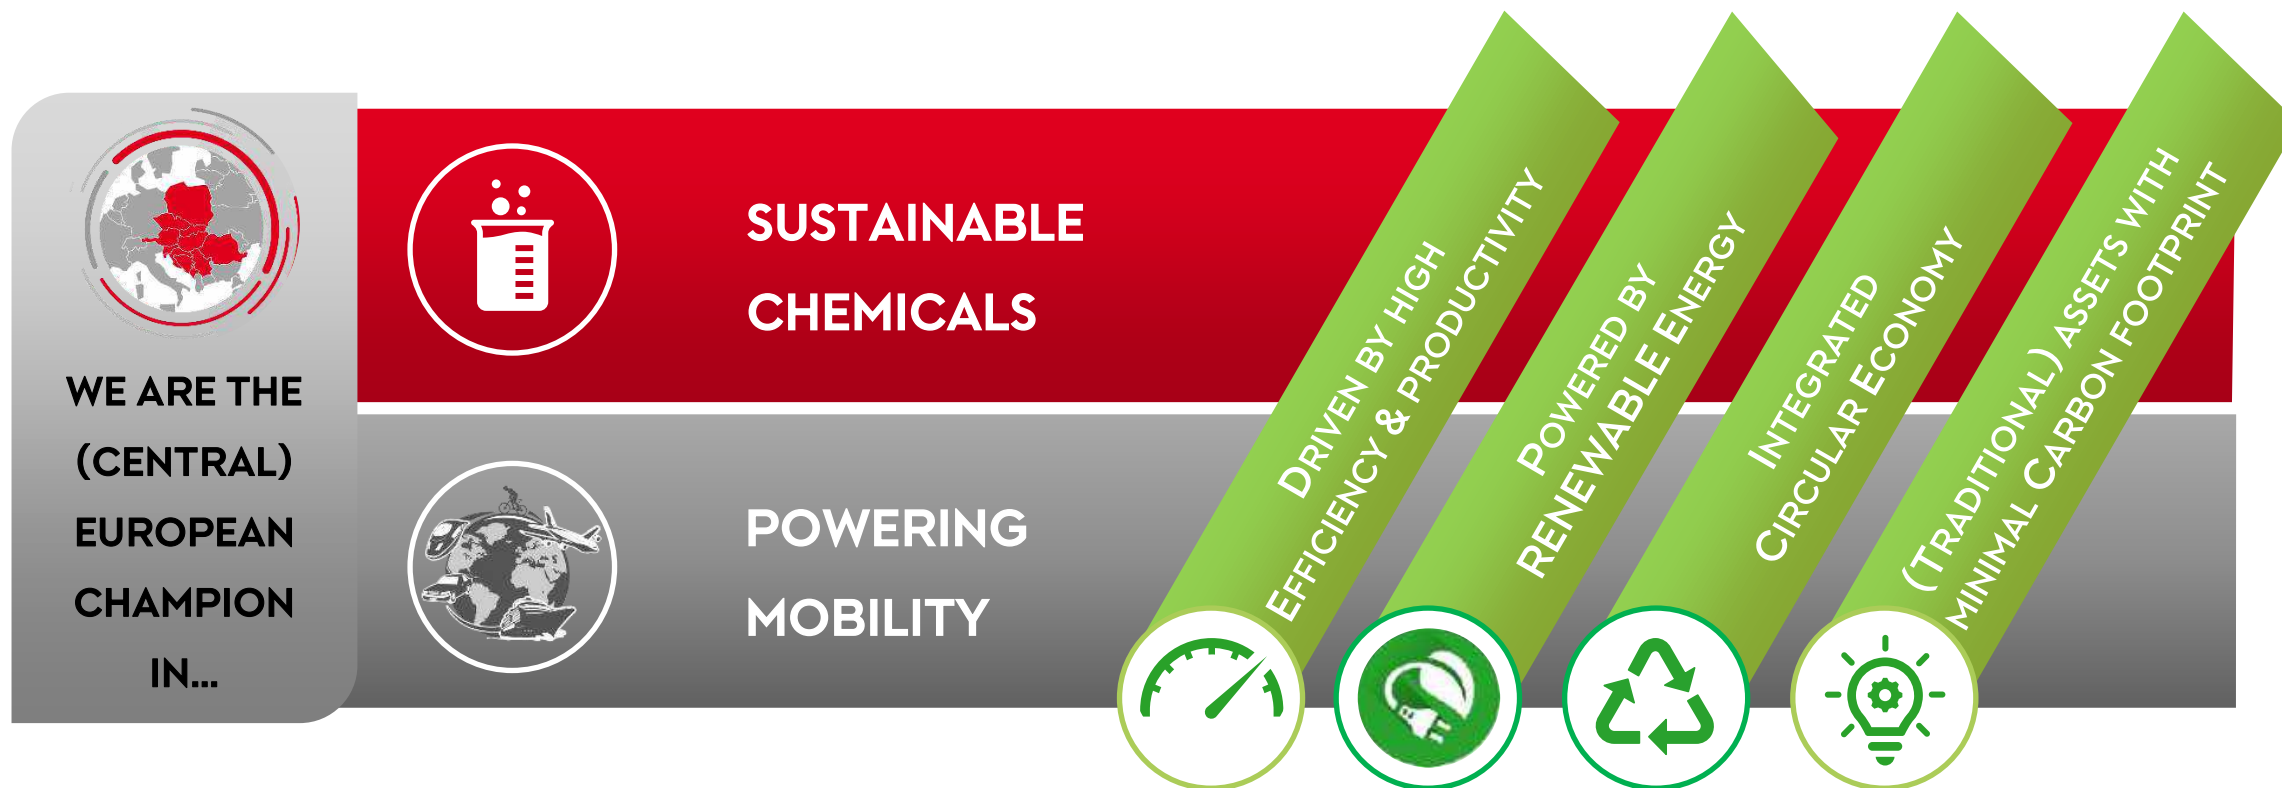 WE ARE THE
(CENTRAL)
EUROPEAN
CHAMPION
IN...
SUSTAINABLE
CHEMICALS
POWERING
MOBILITY
DRIVEN BY HIGH
EFFICIENCY & PRODUCTIVITY
POWERED BY
RENEWABLE ENERGY
INTEGRATED
CIRCULAR ECONOMY
(TRADITIONAL) ASSETS WITH
MINIMAL CARBON FOOTPRINT